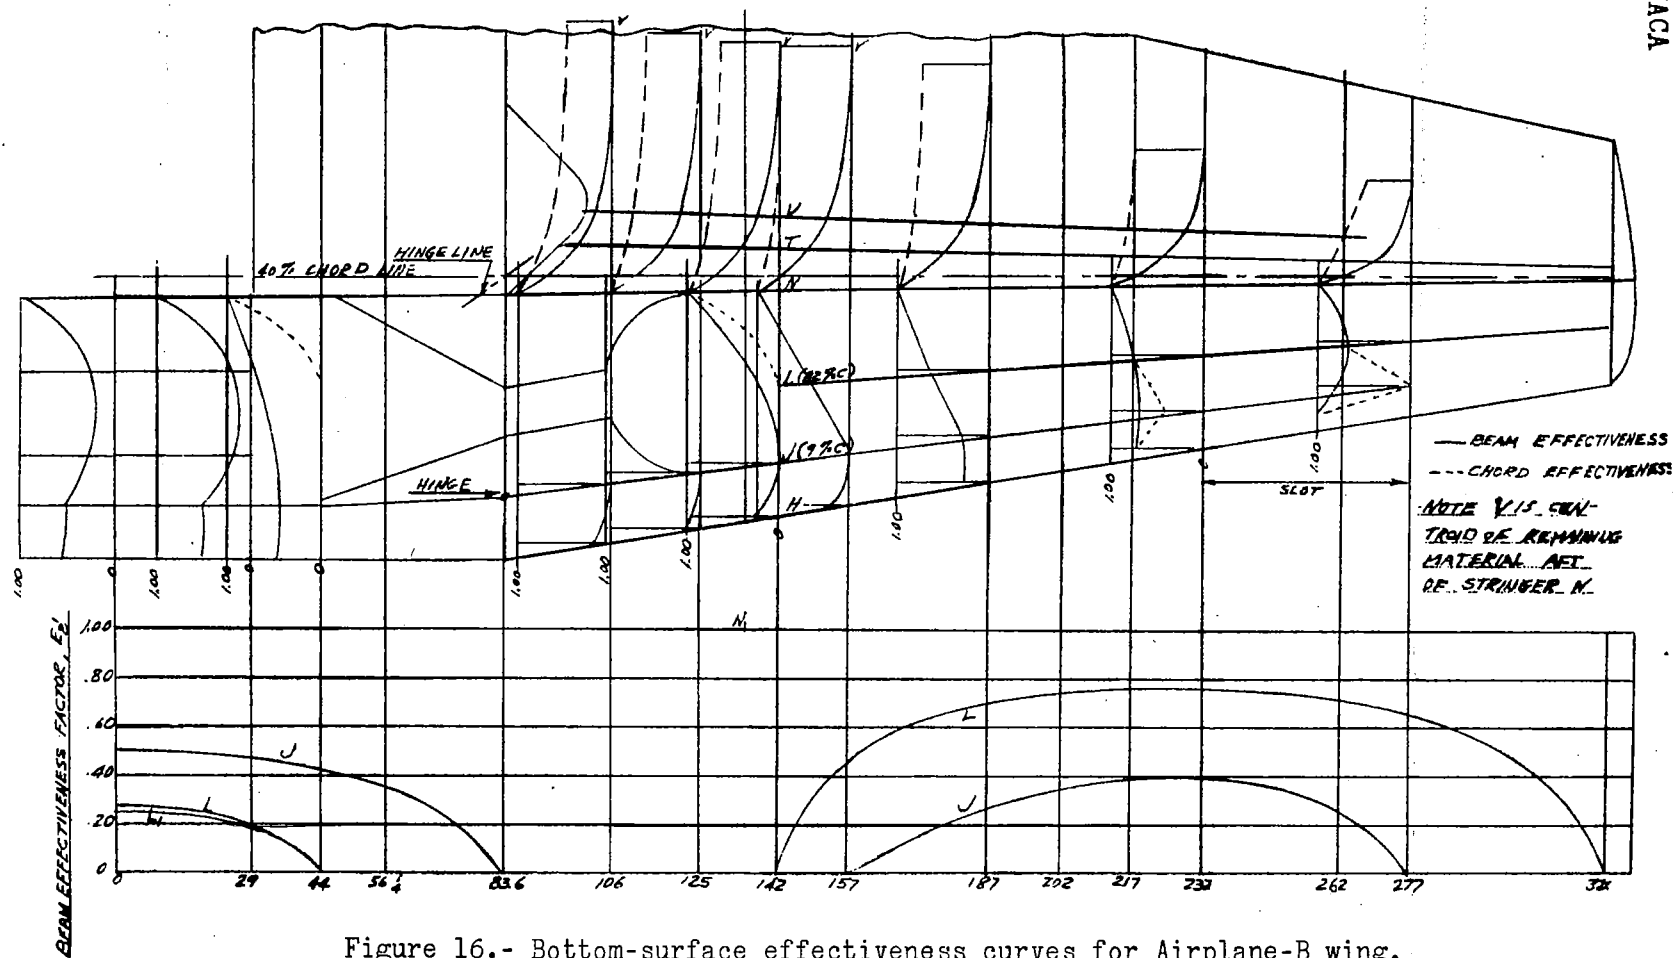 ACA
HINGE LINE
40% CHORD LINE
V
T
N
L (22%C)
J (9%C)
HINGE
H
1.00
0
1.00
1.00
0
0
1.00
1.00
1.00
0
1.00
1.00
0
1.00
SLOT
BEAM EFFECTIVENESS
CHORD EFFECTIVENESS
NOTE V IS CEN-
TROID OF REMAINING
MATERIAL AFT
OF STRINGER N
BEAM EFFECTIVENESS FACTOR, EB'
1.00
.80
.60
.40
.20
0
N
J
L
L
J
0 29 44 56¼ 83.6 106 125 142 157 187 202 217 232 262 277
Figure 16.- Bottom-surface effectiveness curves for Airplane-B wing.